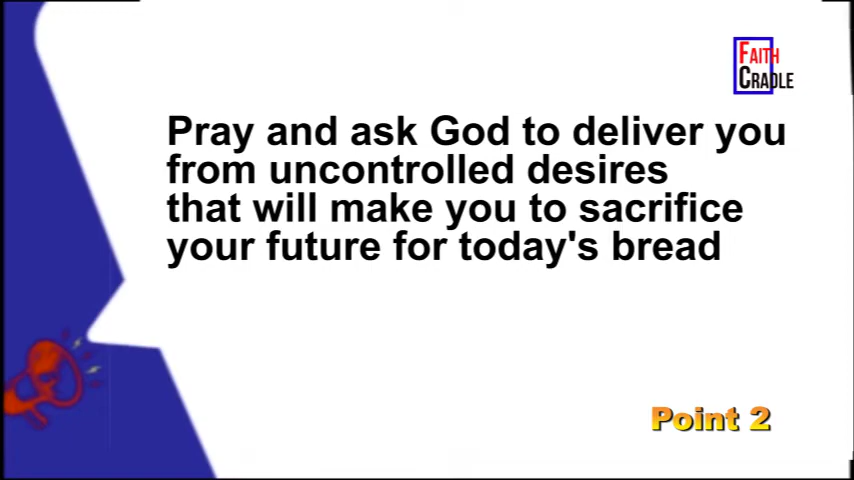 FAITH
CRADLE
Pray and ask God to deliver you
from uncontrolled desires
that will make you to sacrifice
your future for today's bread
Point 2